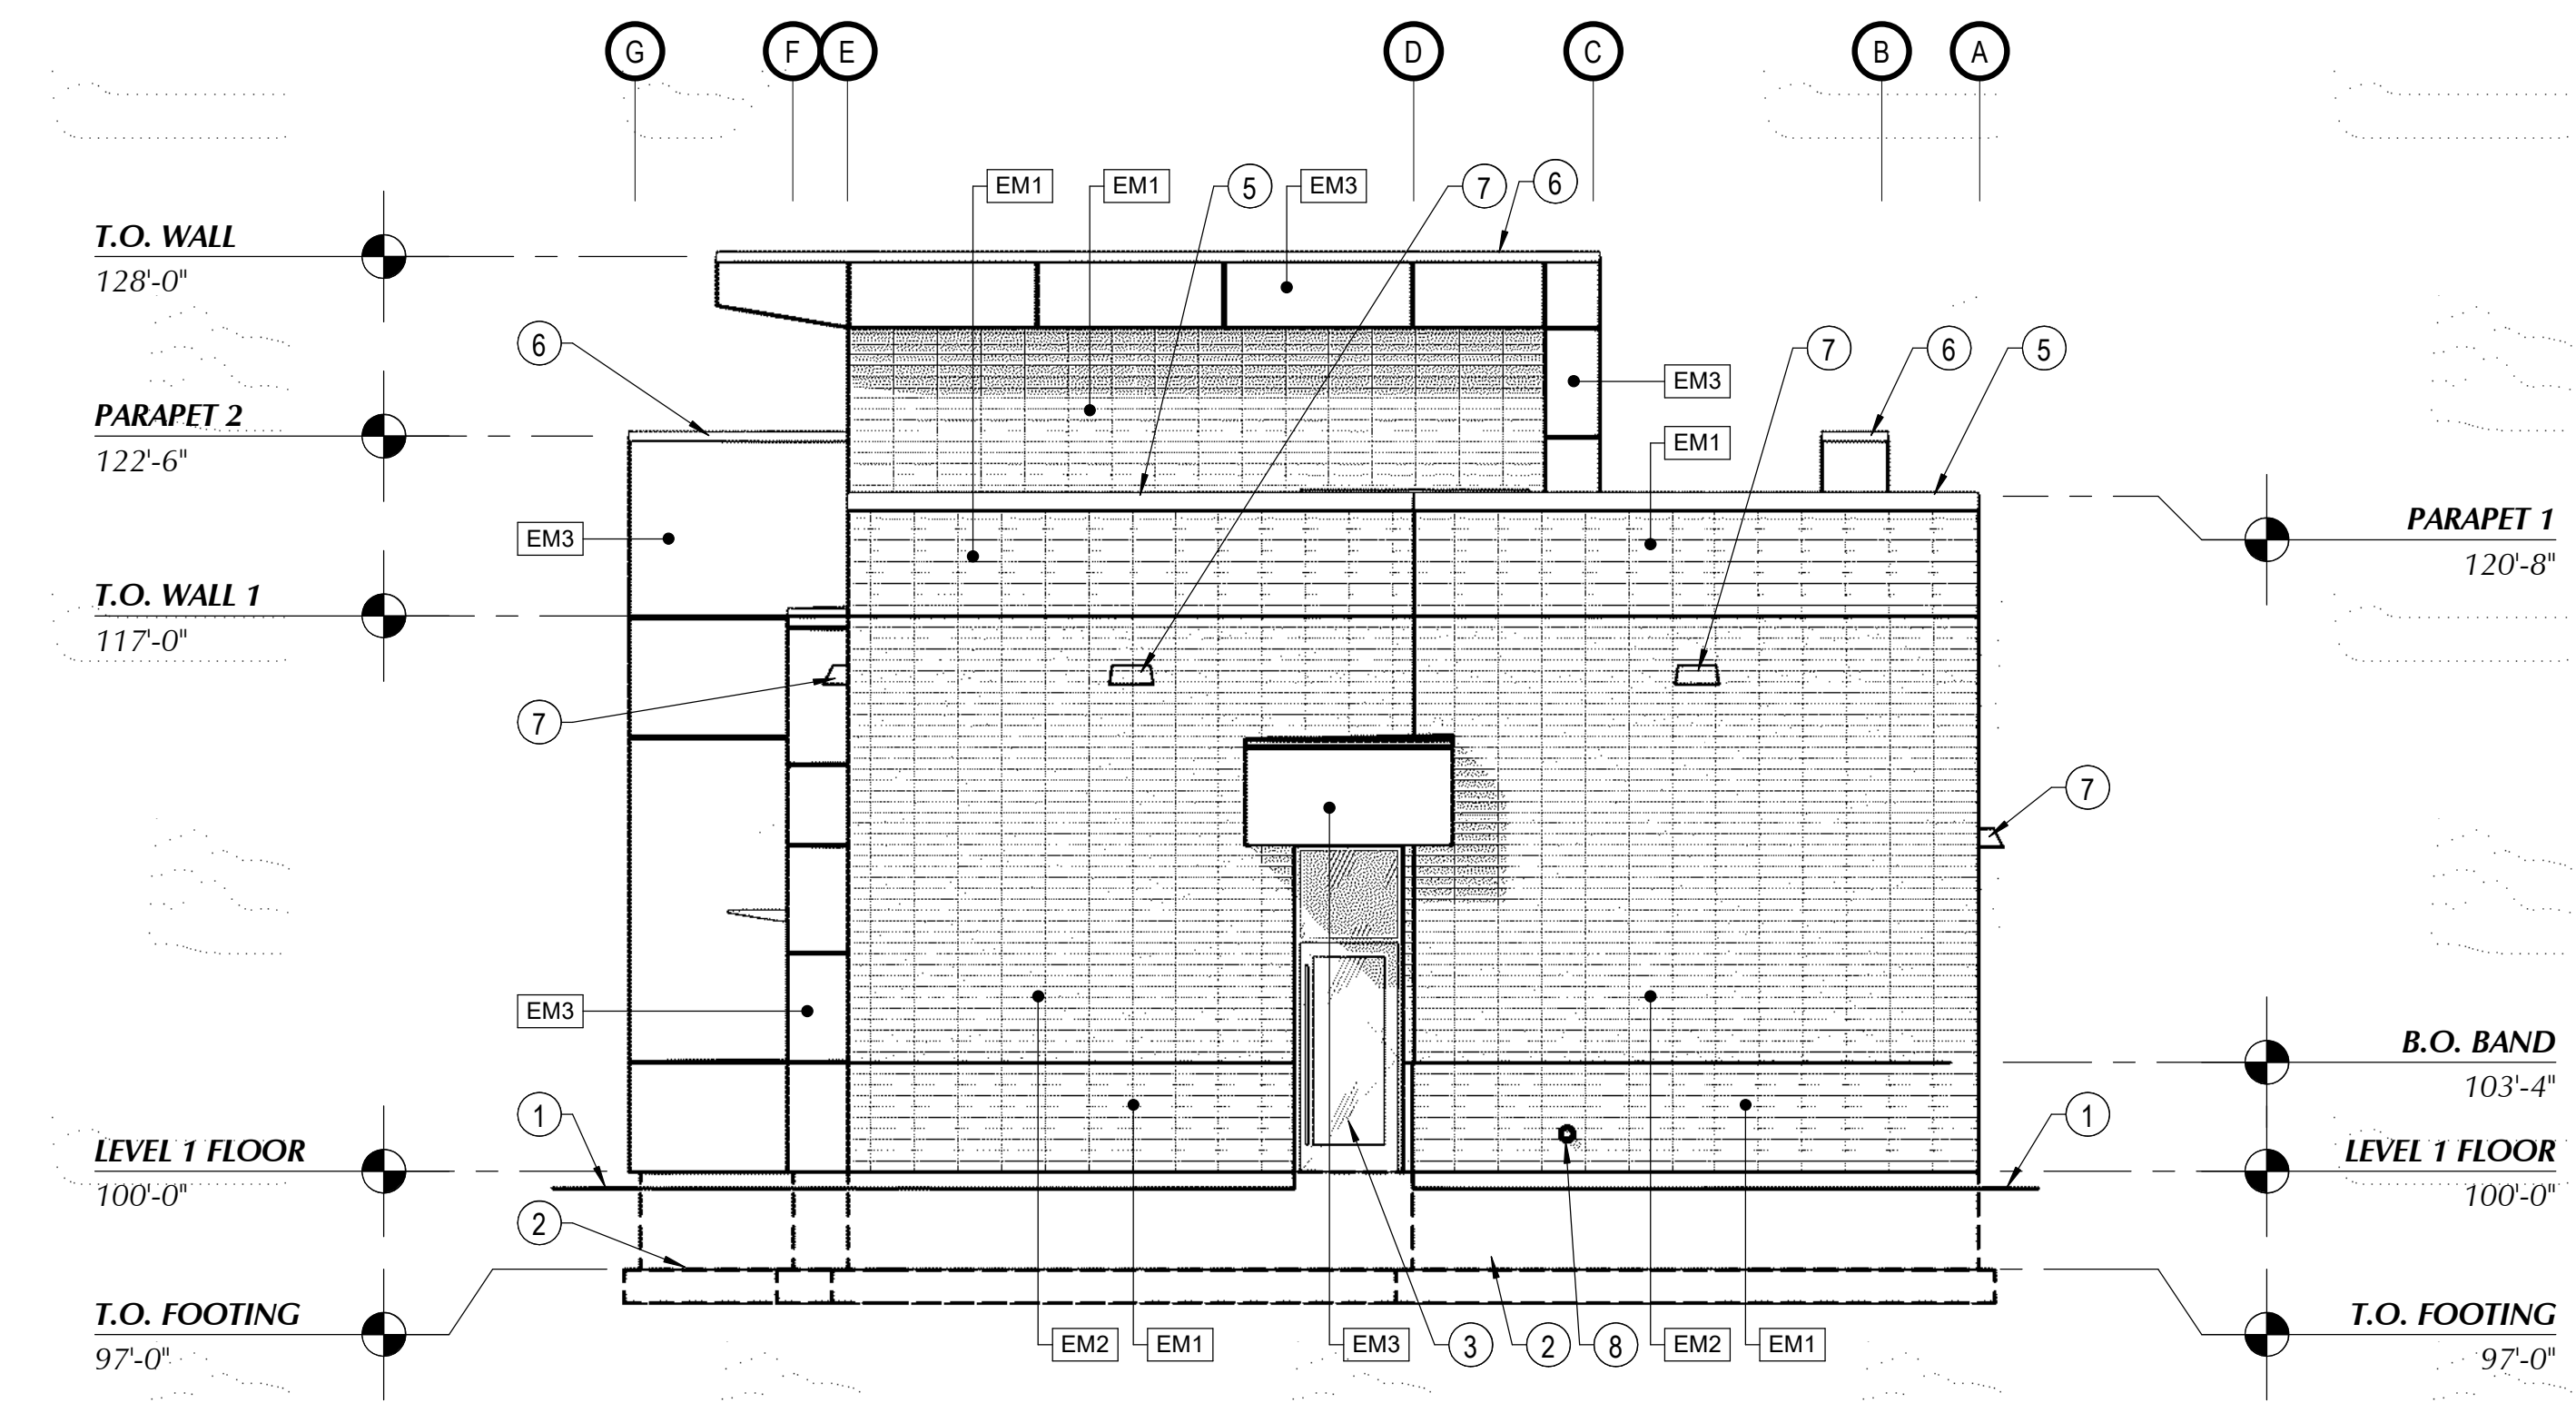 G F E D C B A
EM1 EM1 5 EM3 7 6
T.O. WALL
128'-0"
6 7 6 5
EM3
PARAPET 2
122'-6"
EM1
PARAPET 1
120'-8"
EM3
T.O. WALL 1
117'-0"
7
7
EM3
B.O. BAND
103'-4"
1 1
LEVEL 1 FLOOR
100'-0"
LEVEL 1 FLOOR
100'-0"
2
T.O. FOOTING
97'-0"
T.O. FOOTING
97'-0"
EM2 EM1 EM3 3 2 8 EM2 EM1